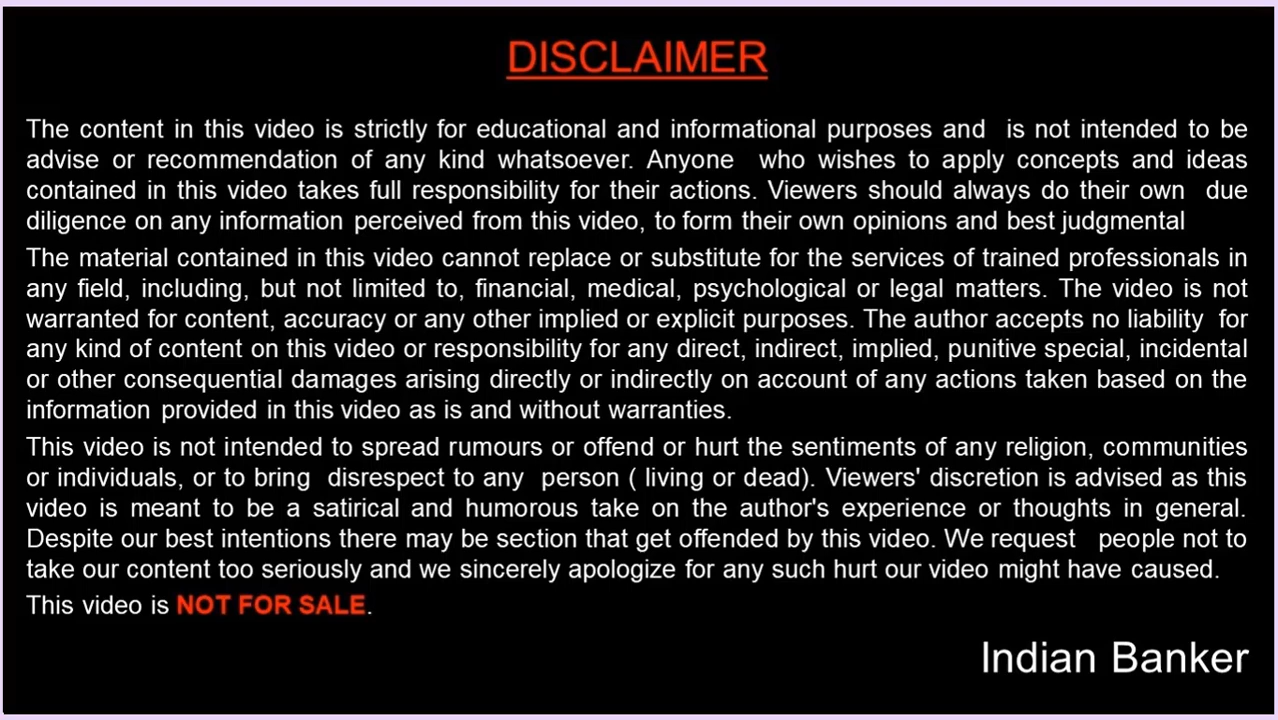 DISCLAIMER
The content in this video is strictly for educational and informational purposes and is not intended to be
advise or recommendation of any kind whatsoever. Anyone who wishes to apply concepts and ideas
contained in this video takes full responsibility for their actions. Viewers should always do their own due
diligence on any information perceived from this video, to form their own opinions and best judgmental
The material contained in this video cannot replace or substitute for the services of trained professionals in
any field, including, but not limited to, financial, medical, psychological or legal matters. The video is not
warranted for content, accuracy or any other implied or explicit purposes. The author accepts no liability for
any kind of content on this video or responsibility for any direct, indirect, implied, punitive special, incidental
or other consequential damages arising directly or indirectly on account of any actions taken based on the
information provided in this video as is and without warranties.
This video is not intended to spread rumours or offend or hurt the sentiments of any religion, communities
or individuals, or to bring disrespect to any person ( living or dead). Viewers' discretion is advised as this
video is meant to be a satirical and humorous take on the author's experience or thoughts in general.
Despite our best intentions there may be section that get offended by this video. We request people not to
take our content too seriously and we sincerely apologize for any such hurt our video might have caused.
This video is NOT FOR SALE.
Indian Banker